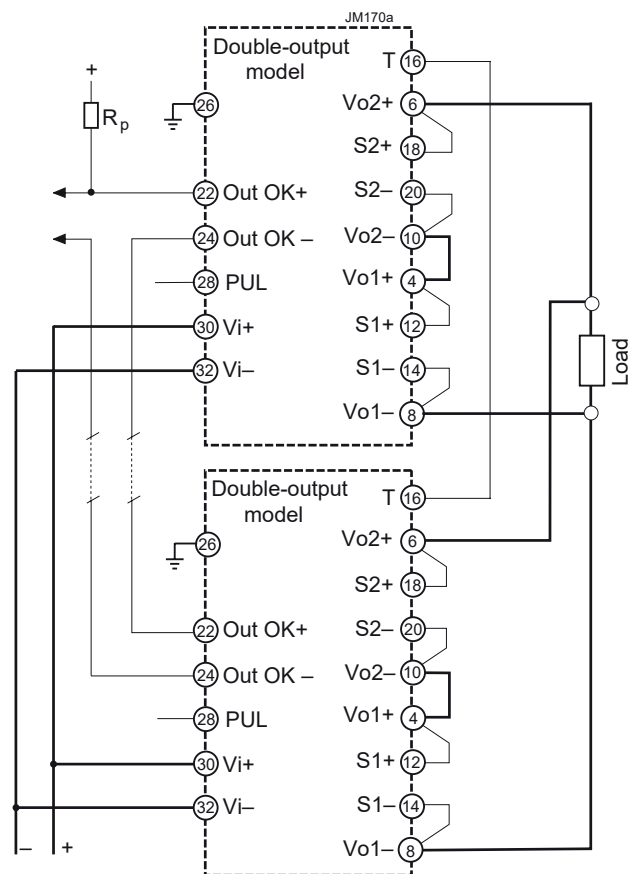 JM170a
Double-output
model
T 16
+
26
Vo2+ 6
Rp
S2+ 18
22 Out OK+
S2– 20
24 Out OK –
Vo2– 10
28 PUL
Vo1+ 4
30 Vi+
S1+ 12
32 Vi–
S1– 14
Load
Vo1– 8
Double-output
model
T 16
26
Vo2+ 6
S2+ 18
22 Out OK+
S2– 20
24 Out OK –
Vo2– 10
28 PUL
Vo1+ 4
30 Vi+
S1+ 12
32 Vi–
S1– 14
– +
Vo1– 8